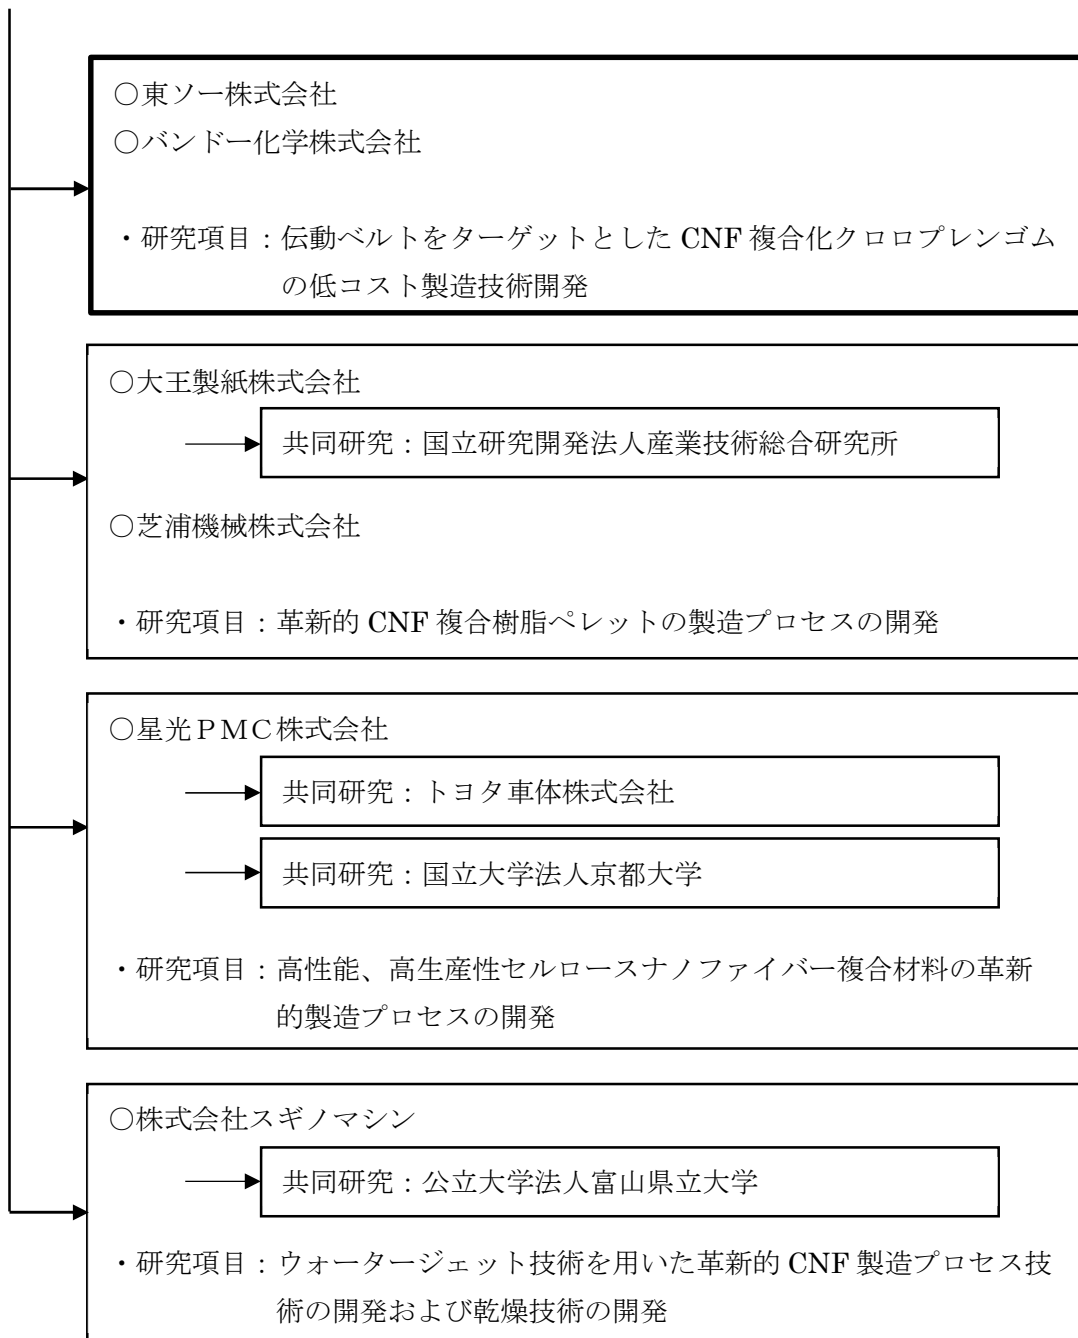 〇東ソー株式会社
〇バンドー化学株式会社
・研究項目：伝動ベルトをターゲットとした CNF 複合化クロロプレンゴム
の低コスト製造技術開発
〇大王製紙株式会社
共同研究：国立研究開発法人産業技術総合研究所
〇芝浦機械株式会社
・研究項目：革新的 CNF 複合樹脂ペレットの製造プロセスの開発
〇星光ＰＭＣ株式会社
共同研究：トヨタ車体株式会社
共同研究：国立大学法人京都大学
・研究項目：高性能、高生産性セルロースナノファイバー複合材料の革新
的製造プロセスの開発
〇株式会社スギノマシン
共同研究：公立大学法人富山県立大学
・研究項目：ウォータージェット技術を用いた革新的 CNF 製造プロセス技
術の開発および乾燥技術の開発